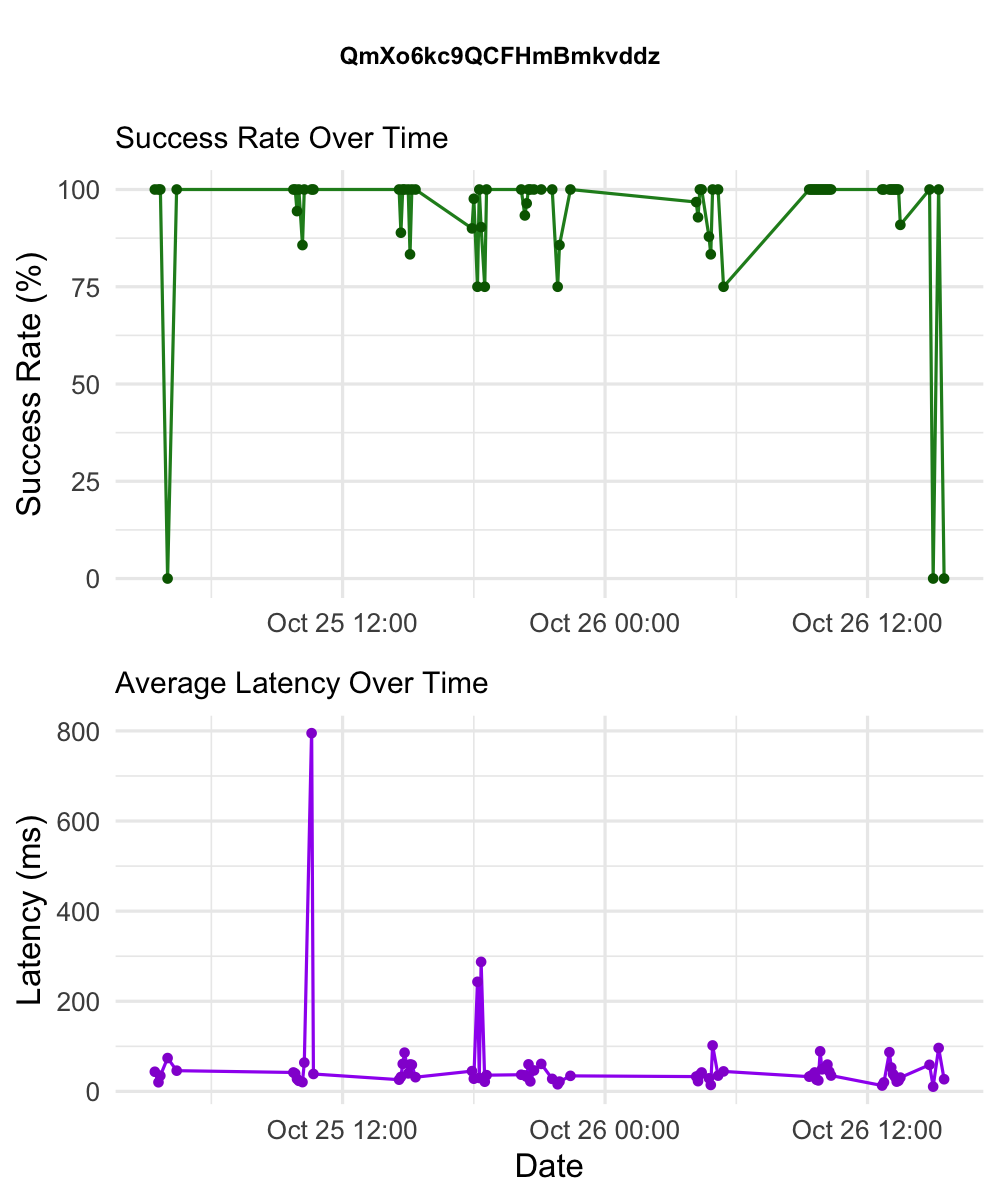 QmXo6kc9QCFHmBmkvddz
Success Rate Over Time
Success Rate (%)
100
75
50
25
0
Oct 25 12:00
Oct 26 00:00
Oct 26 12:00
Average Latency Over Time
Latency (ms)
800
600
400
200
0
Oct 25 12:00
Oct 26 00:00
Oct 26 12:00
Date